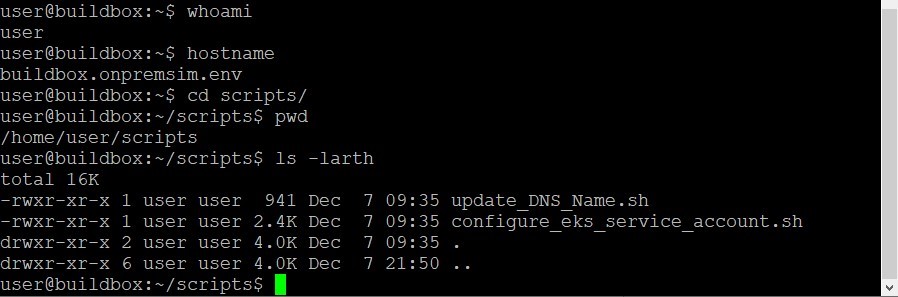 user@buildbox:~$ whoami
user
user@buildbox:~$ hostname
buildbox.onpremsim.env
user@buildbox:~$ cd scripts/
user@buildbox:~/scripts$ pwd
/home/user/scripts
user@buildbox:~/scripts$ ls -larth
total 16K
-rwxr-xr-x 1 user user  941 Dec  7 09:35 update_DNS_Name.sh
-rwxr-xr-x 1 user user 2.4K Dec  7 09:35 configure_eks_service_account.sh
drwxr-xr-x 2 user user 4.0K Dec  7 09:35 .
drwxr-xr-x 6 user user 4.0K Dec  7 21:50 ..
user@buildbox:~/scripts$